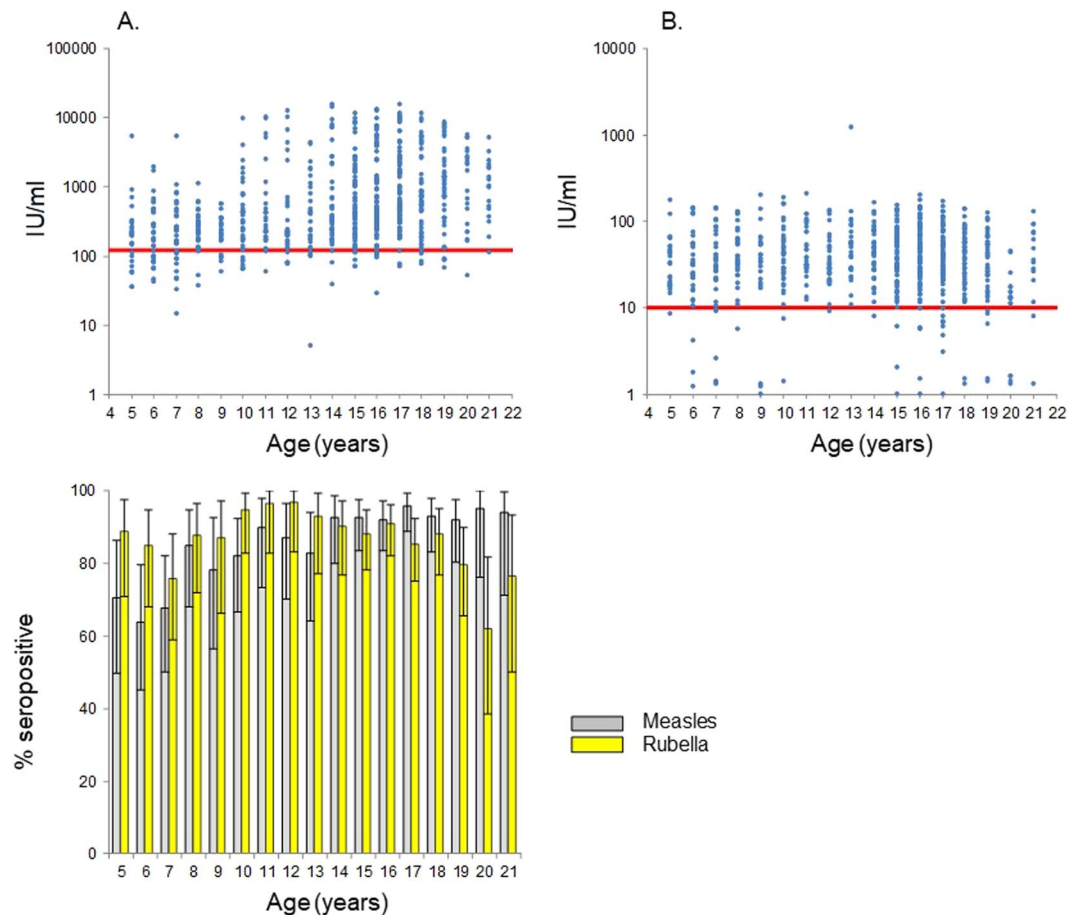 A.
100000
10000
1000
100
10
1
IU/ml
4 5 6 7 8 9 10 11 12 13 14 15 16 17 18 19 20 21 22
Age (years)
B.
10000
1000
100
10
1
IU/ml
4 5 6 7 8 9 10 11 12 13 14 15 16 17 18 19 20 21 22
Age (years)
100
80
60
40
20
0
% seropositive
5 6 7 8 9 10 11 12 13 14 15 16 17 18 19 20 21
Age (years)
Measles
Rubella